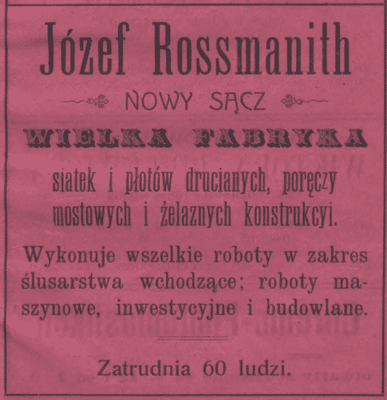 Józef Rossmanith
NOWY SĄCZ
WIELKA FABRYKA
siatek i płotów drucianych, poręczy
mostowych i żelaznych konstrukcyi.
Wykonuje wszelkie roboty w zakres
ślusarstwa wchodzące; roboty ma-
szynowe, inwestycyjne i budowlane.
Zatrudnia 60 ludzi.